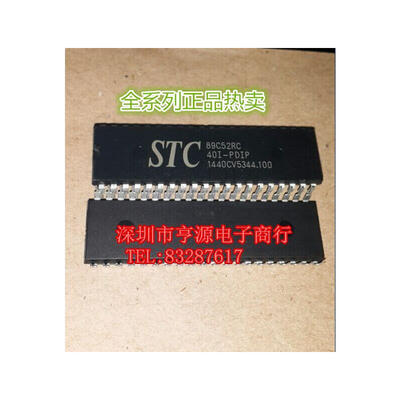 全系列正品热卖
STC 89C52RC
40I-PDIP
1440CV5344.100
深圳市亨源电子商行
TEL:83287617